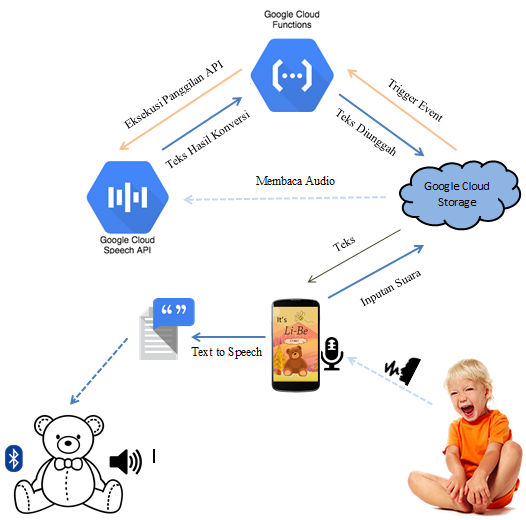 Google Cloud
Functions
Eksekusi Panggilan API
Teks Hasil Konversi
Trigger Event
Teks Diunggah
Membaca Audio
Google Cloud
Storage
Google Cloud
Speech API
Teks
Inputan Suara
It's
Li-Be
Text to Speech